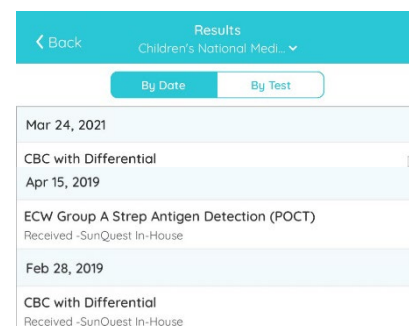 Back
Results
Children's National Medi...
By Date
By Test
Mar 24, 2021
CBC with Differential
Apr 15, 2019
ECW Group A Strep Antigen Detection (POCT)
Received -SunQuest In-House
Feb 28, 2019
CBC with Differential
Received -SunQuest In-House